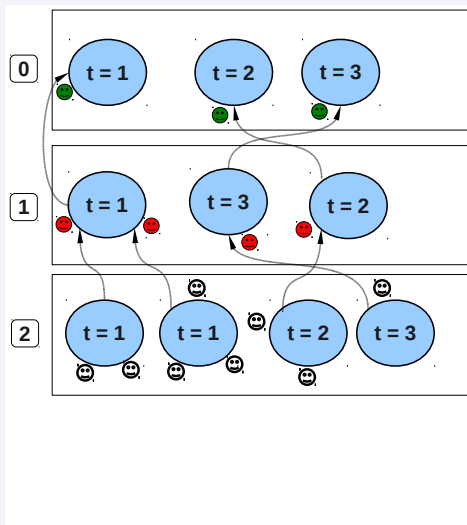 0
t = 1 t = 2 t = 3
1
t = 1 t = 3 t = 2
2
t = 1 t = 1 t = 2 t = 3